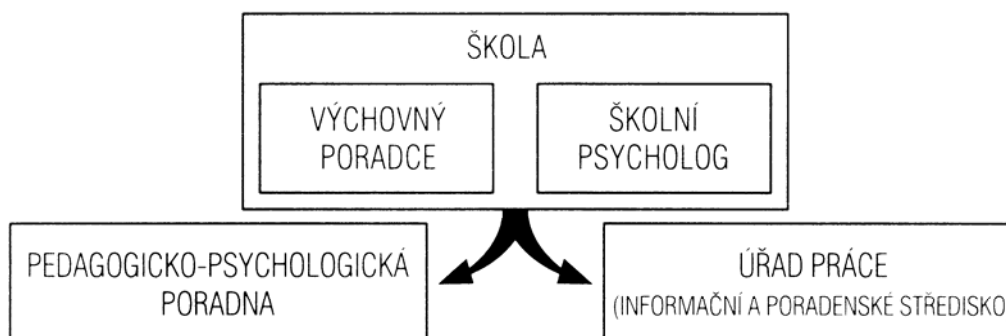 ŠKOLA
VÝCHOVNÝ
PORADCE
ŠKOLNÍ
PSYCHOLOG
PEDAGOGICKO-PSYCHOLOGICKÁ
PORADNA
ÚŘAD PRÁCE
(INFORMAČNÍ A PORADENSKÉ STŘEDISKO